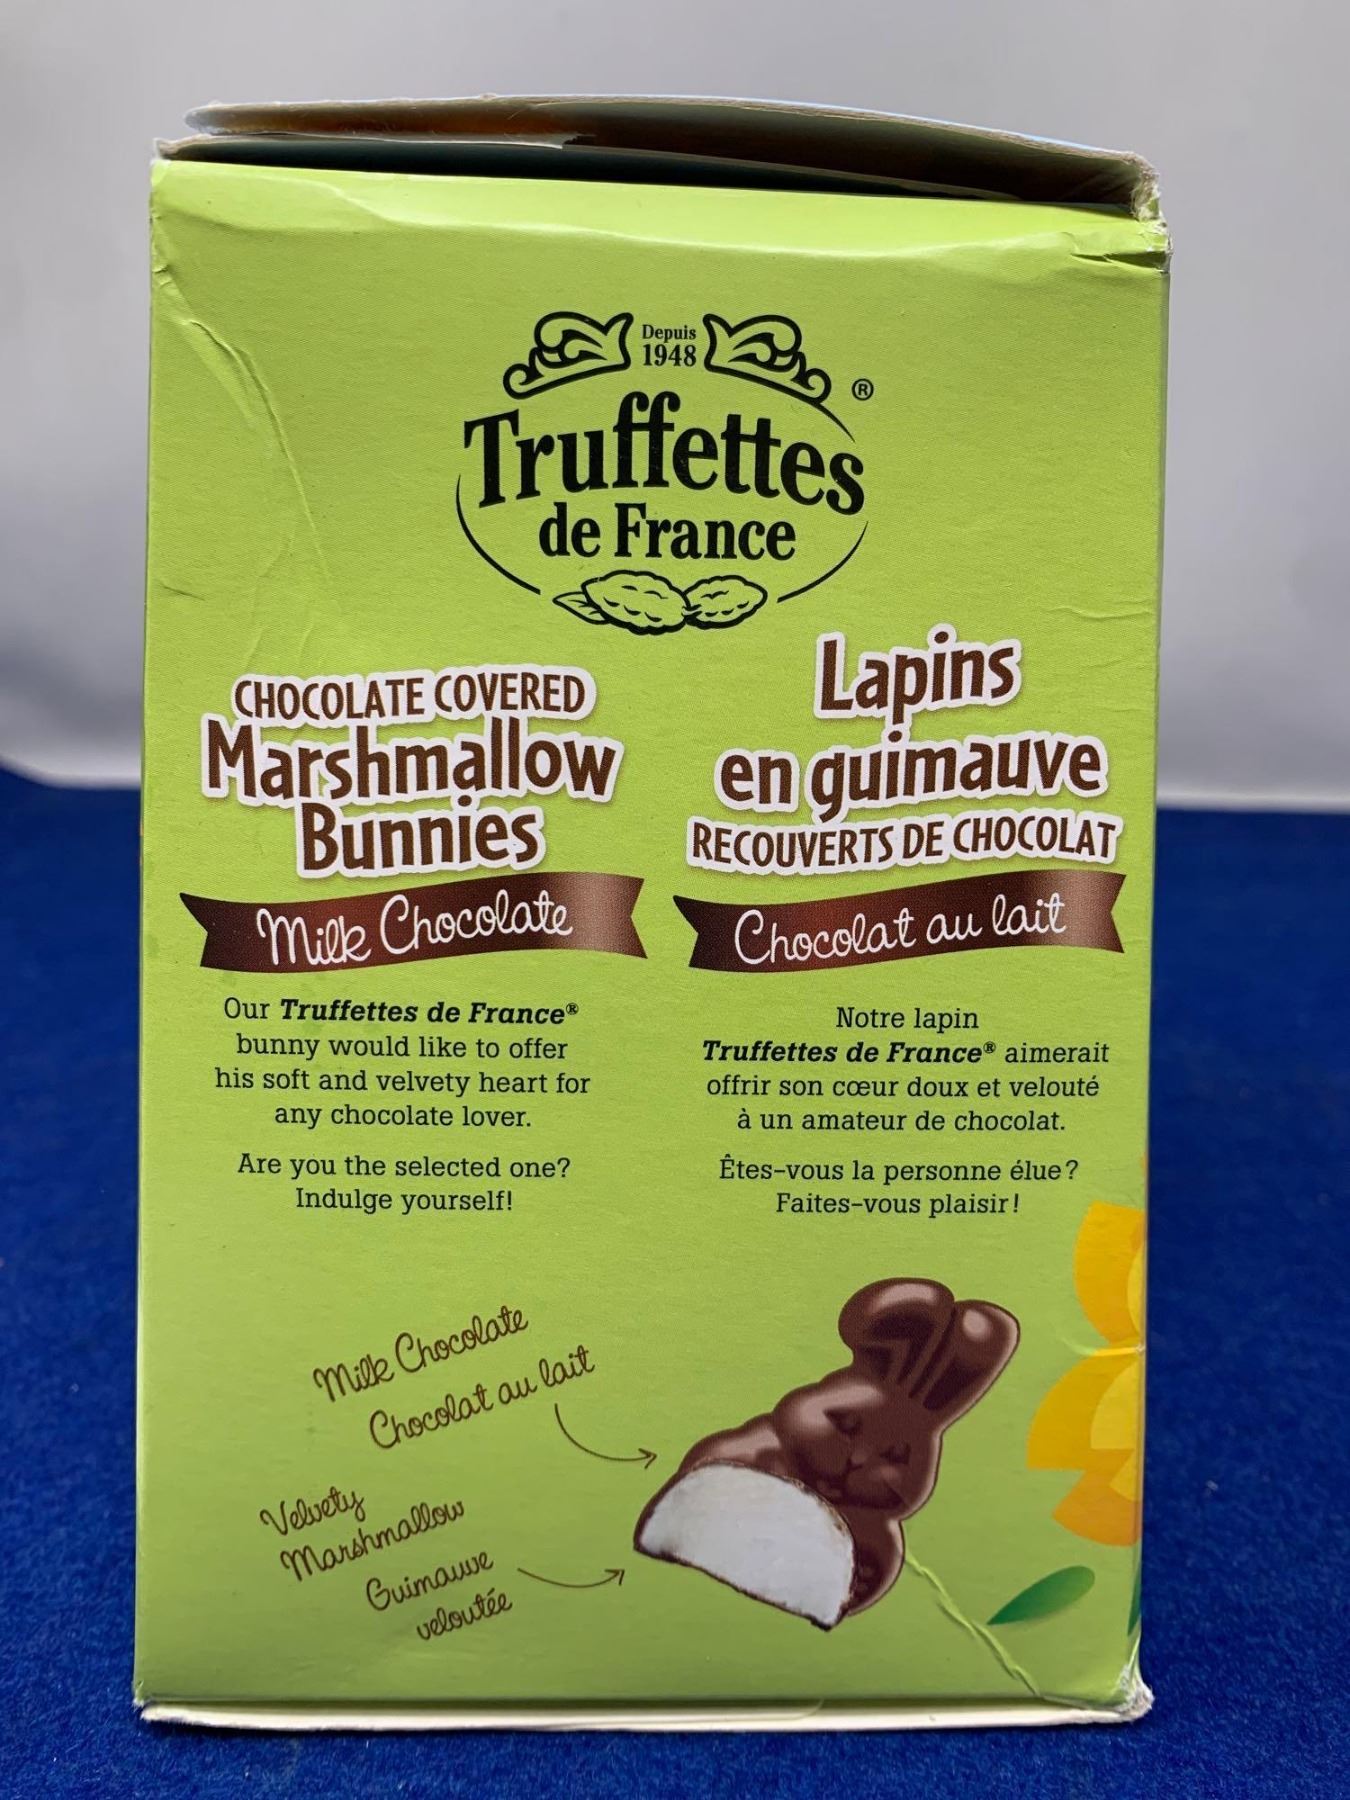 Depuis
1948
®
Truffettes
de France
CHOCOLATE COVERED
Marshmallow
Bunnies
Milk Chocolate
Our Truffettes de France®
bunny would like to offer
his soft and velvety heart for
any chocolate lover.
Are you the selected one?
Indulge yourself!
Lapins
en guimauve
RECOUVERTS DE CHOCOLAT
Chocolat au lait
Notre lapin
Truffettes de France® aimerait
offrir son cœur doux et velouté
à un amateur de chocolat.
Êtes-vous la personne élue?
Faites-vous plaisir!
Milk Chocolate
Chocolat au lait
Velvety
Marshmallow
Guimauve
veloutée